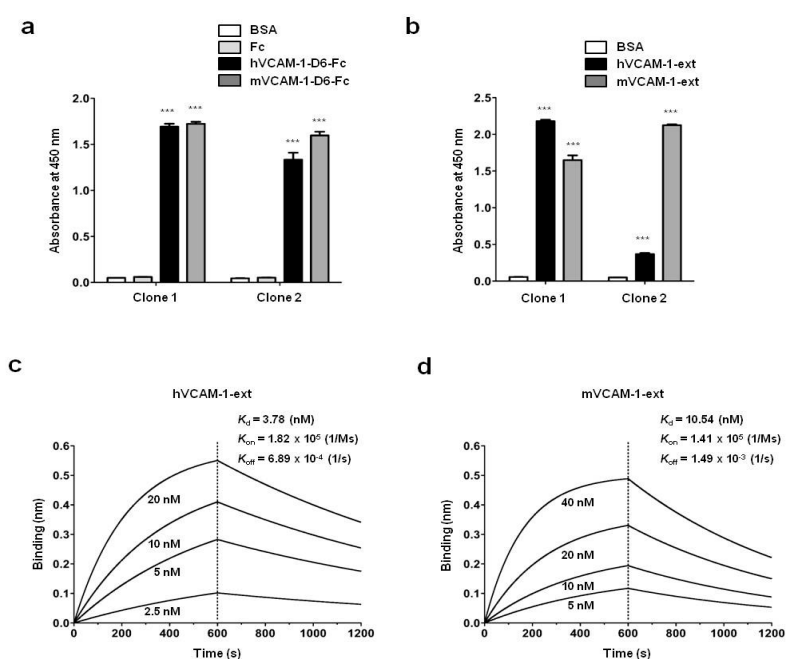 a
BSA
Fc
hVCAM-1-D6-Fc
mVCAM-1-D6-Fc
Absorbance at 450 nm
2.0
1.5
1.0
0.5
0.0
*** ***
***
***
Clone 1 Clone 2
b
BSA
hVCAM-1-ext
mVCAM-1-ext
Absorbance at 450 nm
2.5
2.0
1.5
1.0
0.5
0.0
***
***
***
***
Clone 1 Clone 2
c
hVCAM-1-ext
Kd = 3.78 (nM)
Kon = 1.82 x 10⁵ (1/Ms)
Koff = 6.89 x 10⁻⁴ (1/s)
Binding (nm)
0.6
0.5
0.4
0.3
0.2
0.1
0.0
20 nM
10 nM
5 nM
2.5 nM
0 200 400 600 800 1000 1200
Time (s)
d
mVCAM-1-ext
Kd = 10.54 (nM)
Kon = 1.41 x 10⁵ (1/Ms)
Koff = 1.49 x 10⁻³ (1/s)
Binding (nm)
0.6
0.5
0.4
0.3
0.2
0.1
0.0
40 nM
20 nM
10 nM
5 nM
0 200 400 600 800 1000 1200
Time (s)